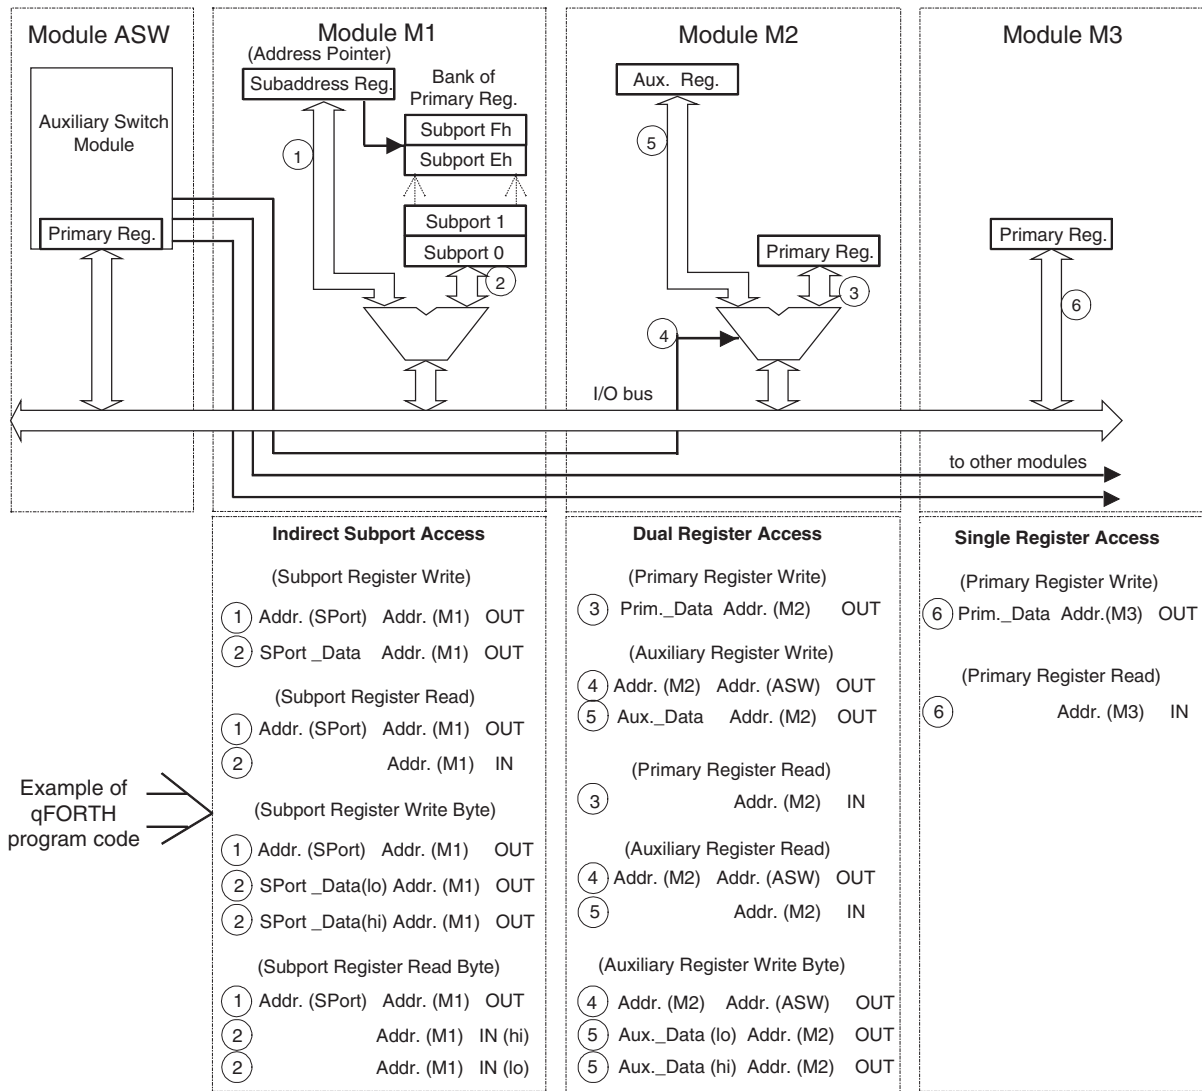 Module ASW
Auxiliary Switch
Module
Primary Reg.
Module M1
(Address Pointer)
Subaddress Reg.
Bank of
Primary Reg.
Subport Fh
Subport Eh
Subport 1
Subport 0
1
2
Module M2
Aux. Reg.
5
Primary Reg.
3
4
Module M3
Primary Reg.
6
I/O bus
to other modules
Example of
qFORTH
program code
Indirect Subport Access
(Subport Register Write)
1 Addr. (SPort) Addr. (M1) OUT
2 SPort _Data Addr. (M1) OUT
(Subport Register Read)
1 Addr. (SPort) Addr. (M1) OUT
2 Addr. (M1) IN
(Subport Register Write Byte)
1 Addr. (SPort) Addr. (M1) OUT
2 SPort _Data(lo) Addr. (M1) OUT
2 SPort _Data(hi) Addr. (M1) OUT
(Subport Register Read Byte)
1 Addr. (SPort) Addr. (M1) OUT
2 Addr. (M1) IN (hi)
2 Addr. (M1) IN (lo)
Dual Register Access
(Primary Register Write)
3 Prim._Data Addr. (M2) OUT
(Auxiliary Register Write)
4 Addr. (M2) Addr. (ASW) OUT
5 Aux._Data Addr. (M2) OUT
(Primary Register Read)
3 Addr. (M2) IN
(Auxiliary Register Read)
4 Addr. (M2) Addr. (ASW) OUT
5 Addr. (M2) IN
(Auxiliary Register Write Byte)
4 Addr. (M2) Addr. (ASW) OUT
5 Aux._Data (lo) Addr. (M2) OUT
5 Aux._Data (hi) Addr. (M2) OUT
Single Register Access
(Primary Register Write)
6 Prim._Data Addr.(M3) OUT
(Primary Register Read)
6 Addr. (M3) IN